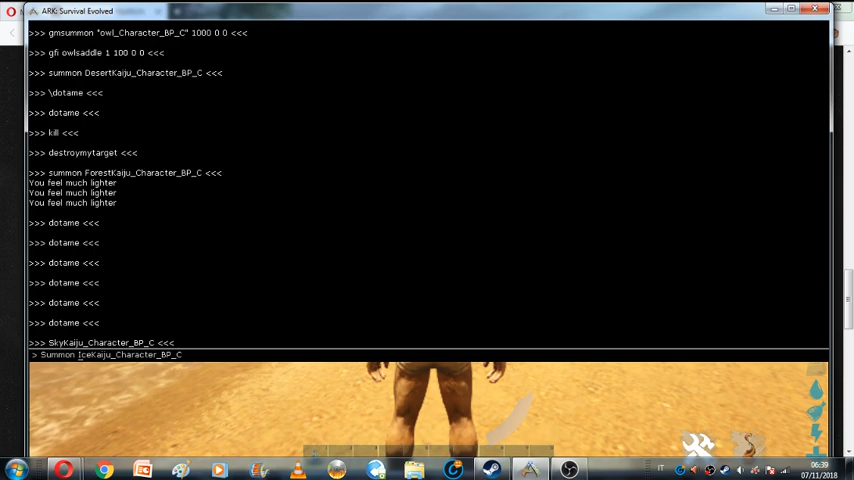 ARK: Survival Evolved
>>> gmsummon "owl_Character_BP_C" 1000 0 0 <<<
>>> gfi owlsaddle 1 100 0 0 <<<
>>> summon DesertKaiju_Character_BP_C <<<
>>> \dotame <<<
>>> dotame <<<
>>> kill <<<
>>> destroymytarget <<<
>>> summon ForestKaiju_Character_BP_C <<<
You feel much lighter
You feel much lighter
You feel much lighter
>>> dotame <<<
>>> dotame <<<
>>> dotame <<<
>>> dotame <<<
>>> dotame <<<
>>> dotame <<<
>>> SkyKaiju_Character_BP_C <<<
> Summon IceKaiju_Character_BP_C
IT
06:39
07/11/2018